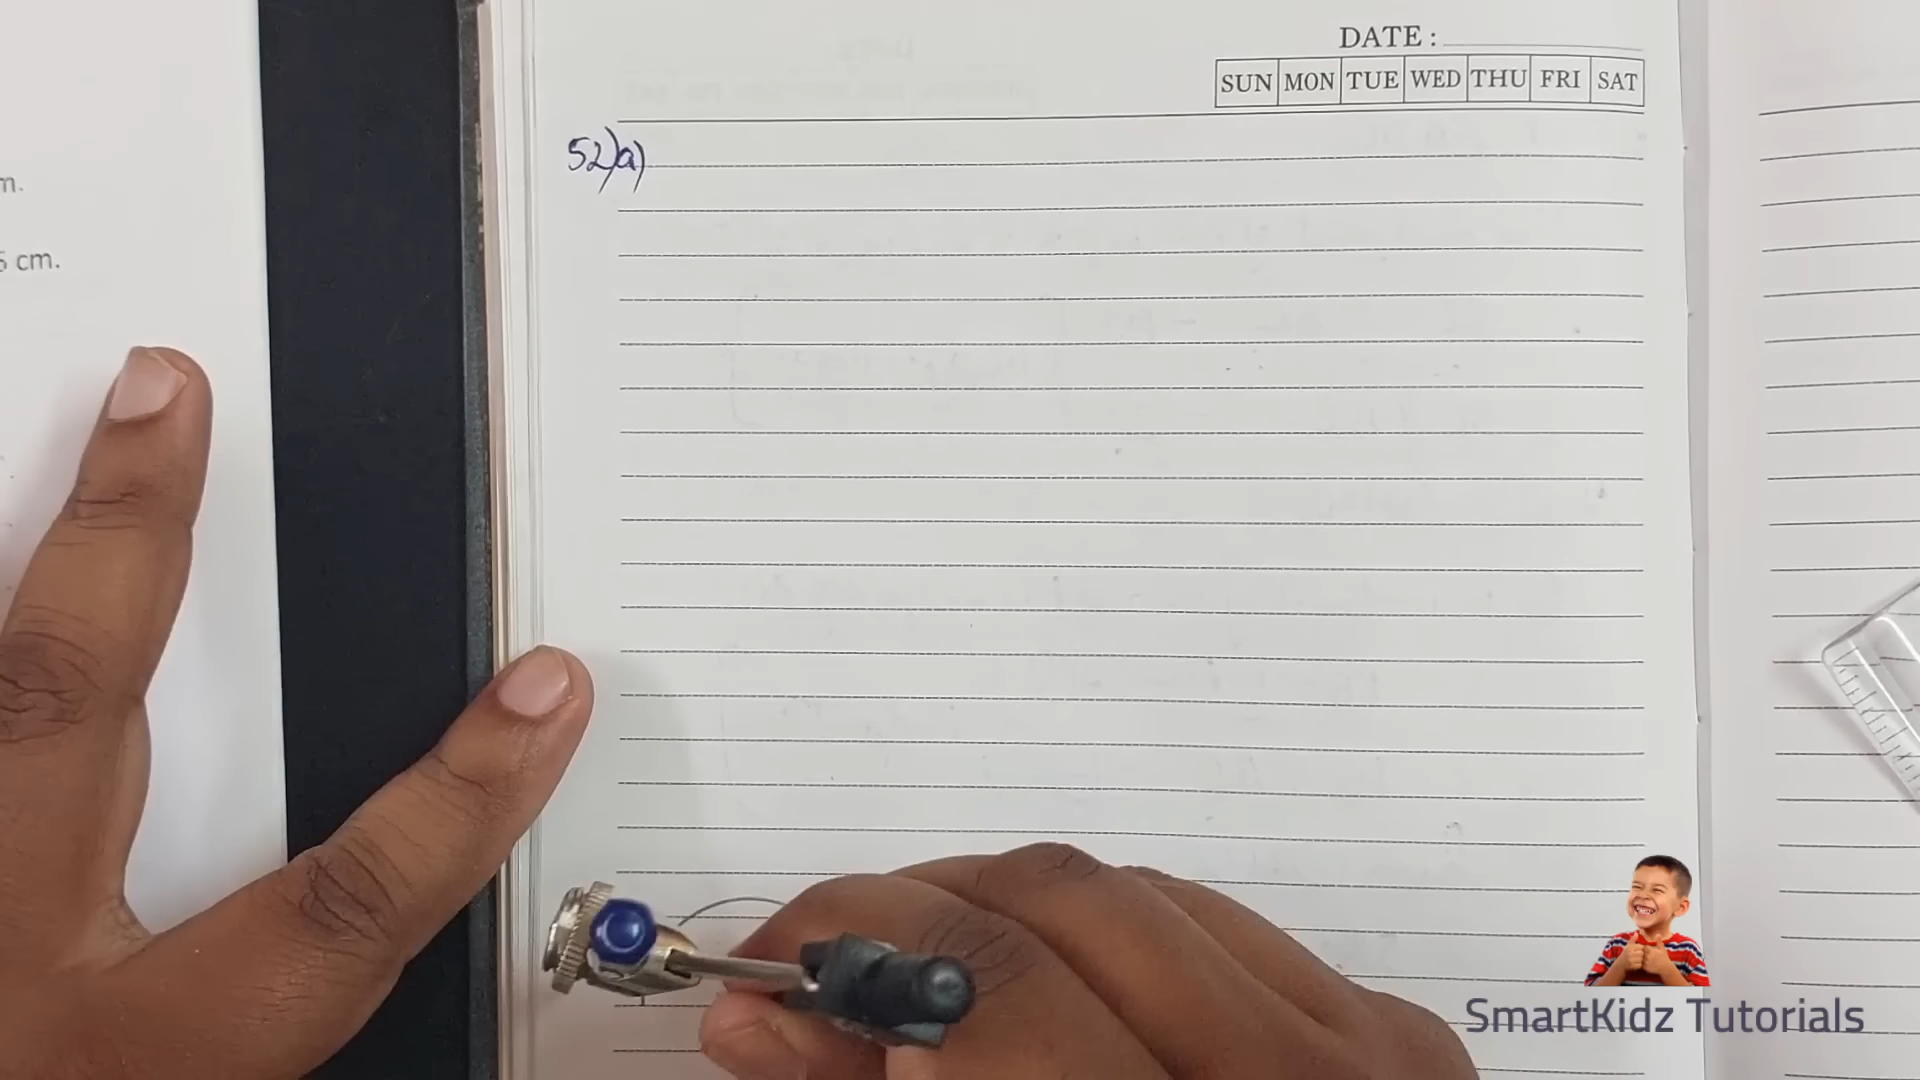 DATE :
SUN MON TUE WED THU FRI SAT
52)a)
m.
5 cm.
SmartKidz Tutorials